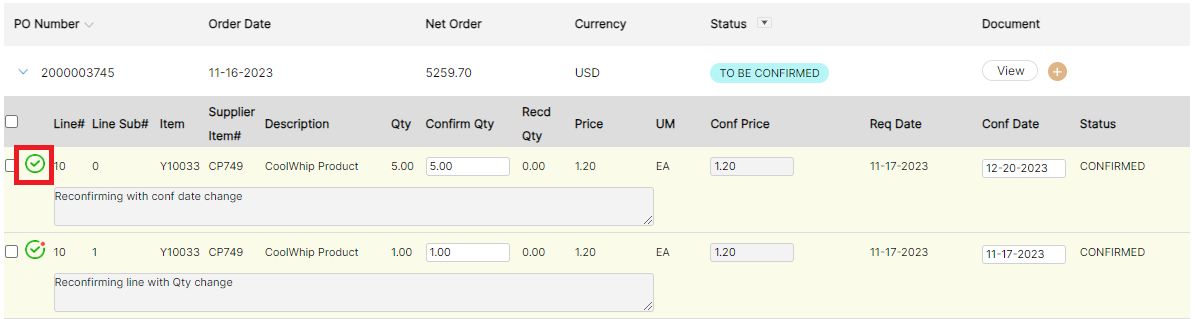 PO Number Order Date Net Order Currency Status Document
2000003745 11-16-2023 5259.70 USD TO BE CONFIRMED View
Line# Line Sub# Item Supplier Item# Description Qty Confirm Qty Recd Qty Price UM Conf Price Req Date Conf Date Status
10 0 Y10033 CP749 CoolWhip Product 5.00 5.00 0.00 1.20 EA 1.20 11-17-2023 12-20-2023 CONFIRMED
Reconfirming with conf date change
10 1 Y10033 CP749 CoolWhip Product 1.00 1.00 0.00 1.20 EA 1.20 11-17-2023 11-17-2023 CONFIRMED
Reconfirming line with Qty change